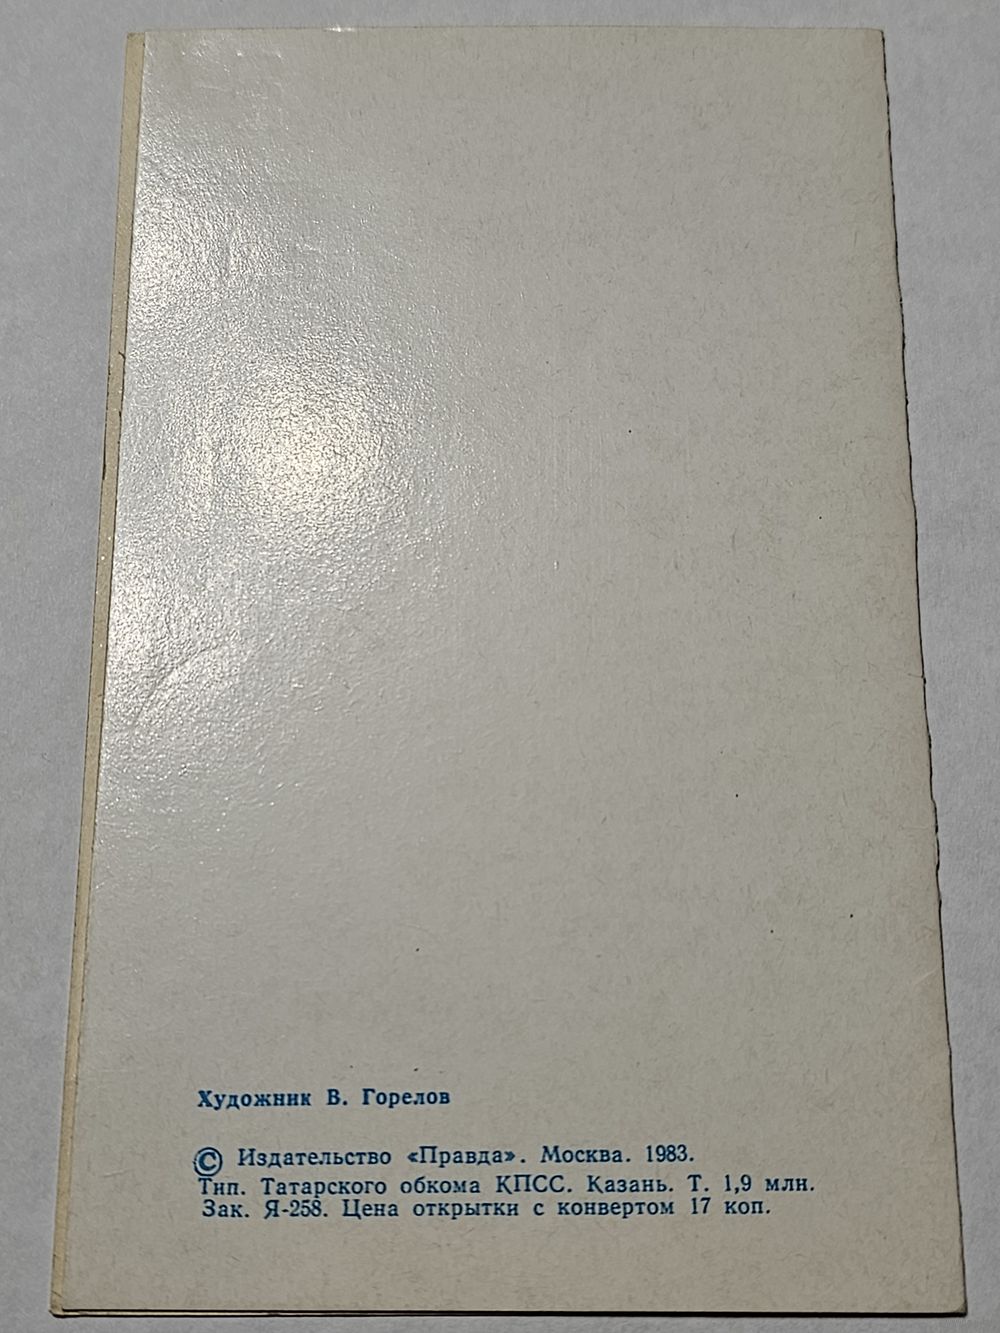 Художник В. Горелов
© Издательство «Правда». Москва. 1983.
Тип. Татарского обкома КПСС. Казань. Т. 1,9 млн.
Зак. Я-258. Цена открытки с конвертом 17 коп.